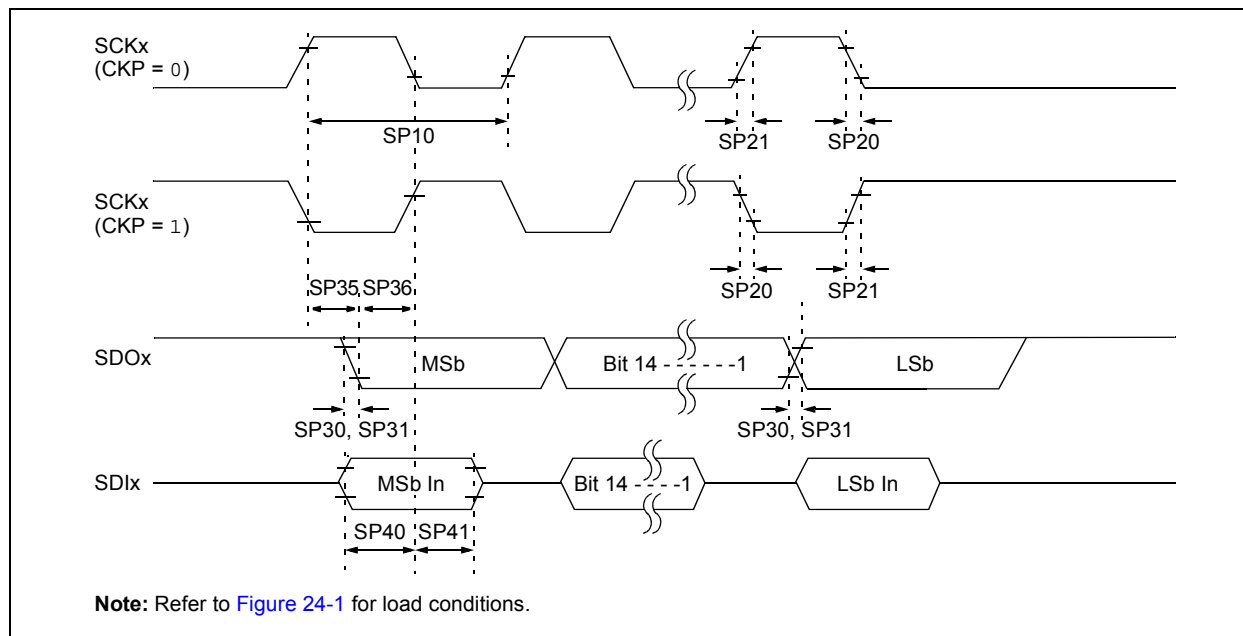 SCKx
(CKP = 0)
SP10
SP21
SP20
SCKx
(CKP = 1)
SP35 SP36
SP20
SP21
SDOx
MSb
Bit 14 - - - - - -1
LSb
SP30, SP31
SP30, SP31
SDIx
MSb In
Bit 14 - - - -1
LSb In
SP40
SP41
Note: Refer to Figure 24-1 for load conditions.